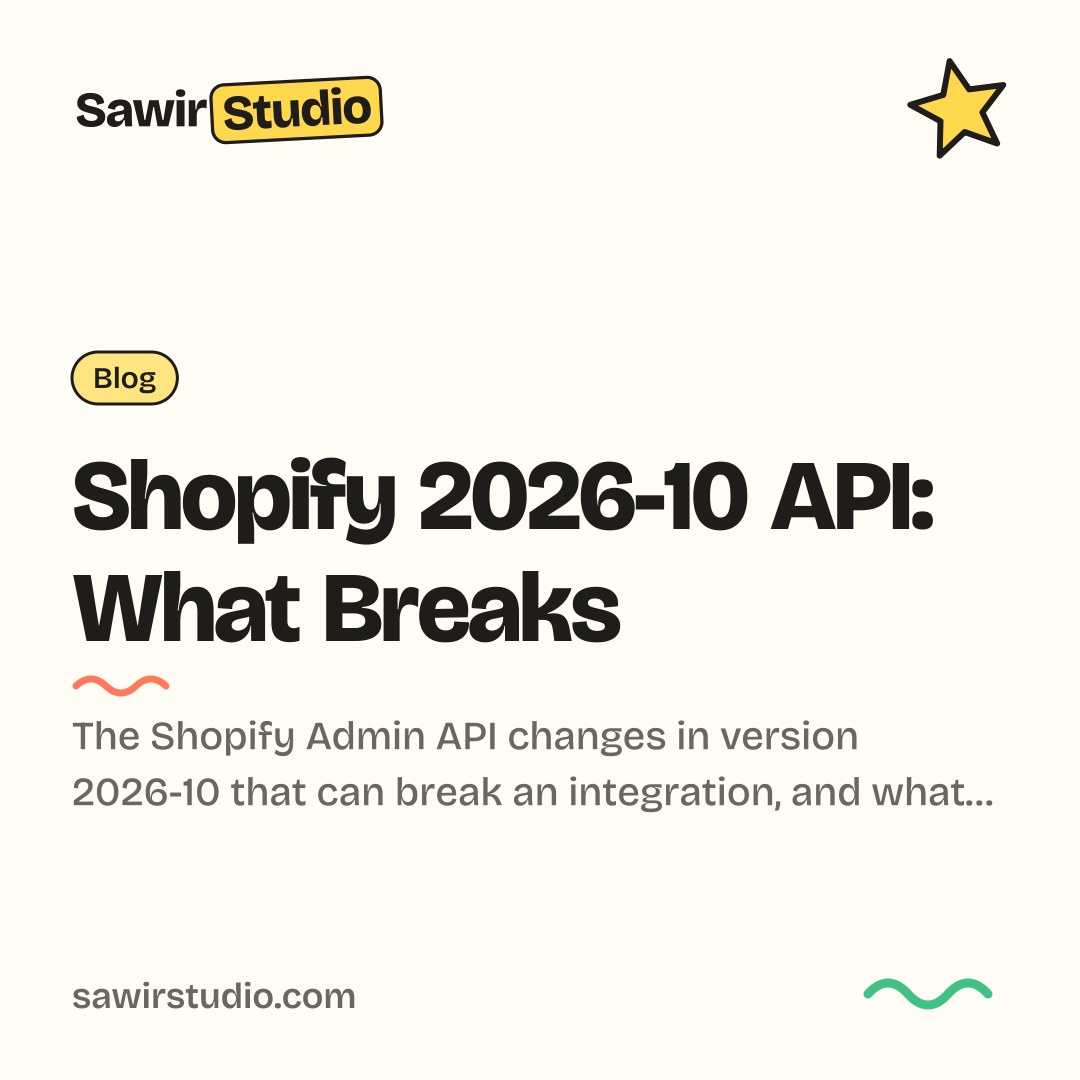 Sawir Studio
Blog
Shopify 2026-10 API:
What Breaks
The Shopify Admin API changes in version
2026-10 that can break an integration, and what...
sawirstudio.com